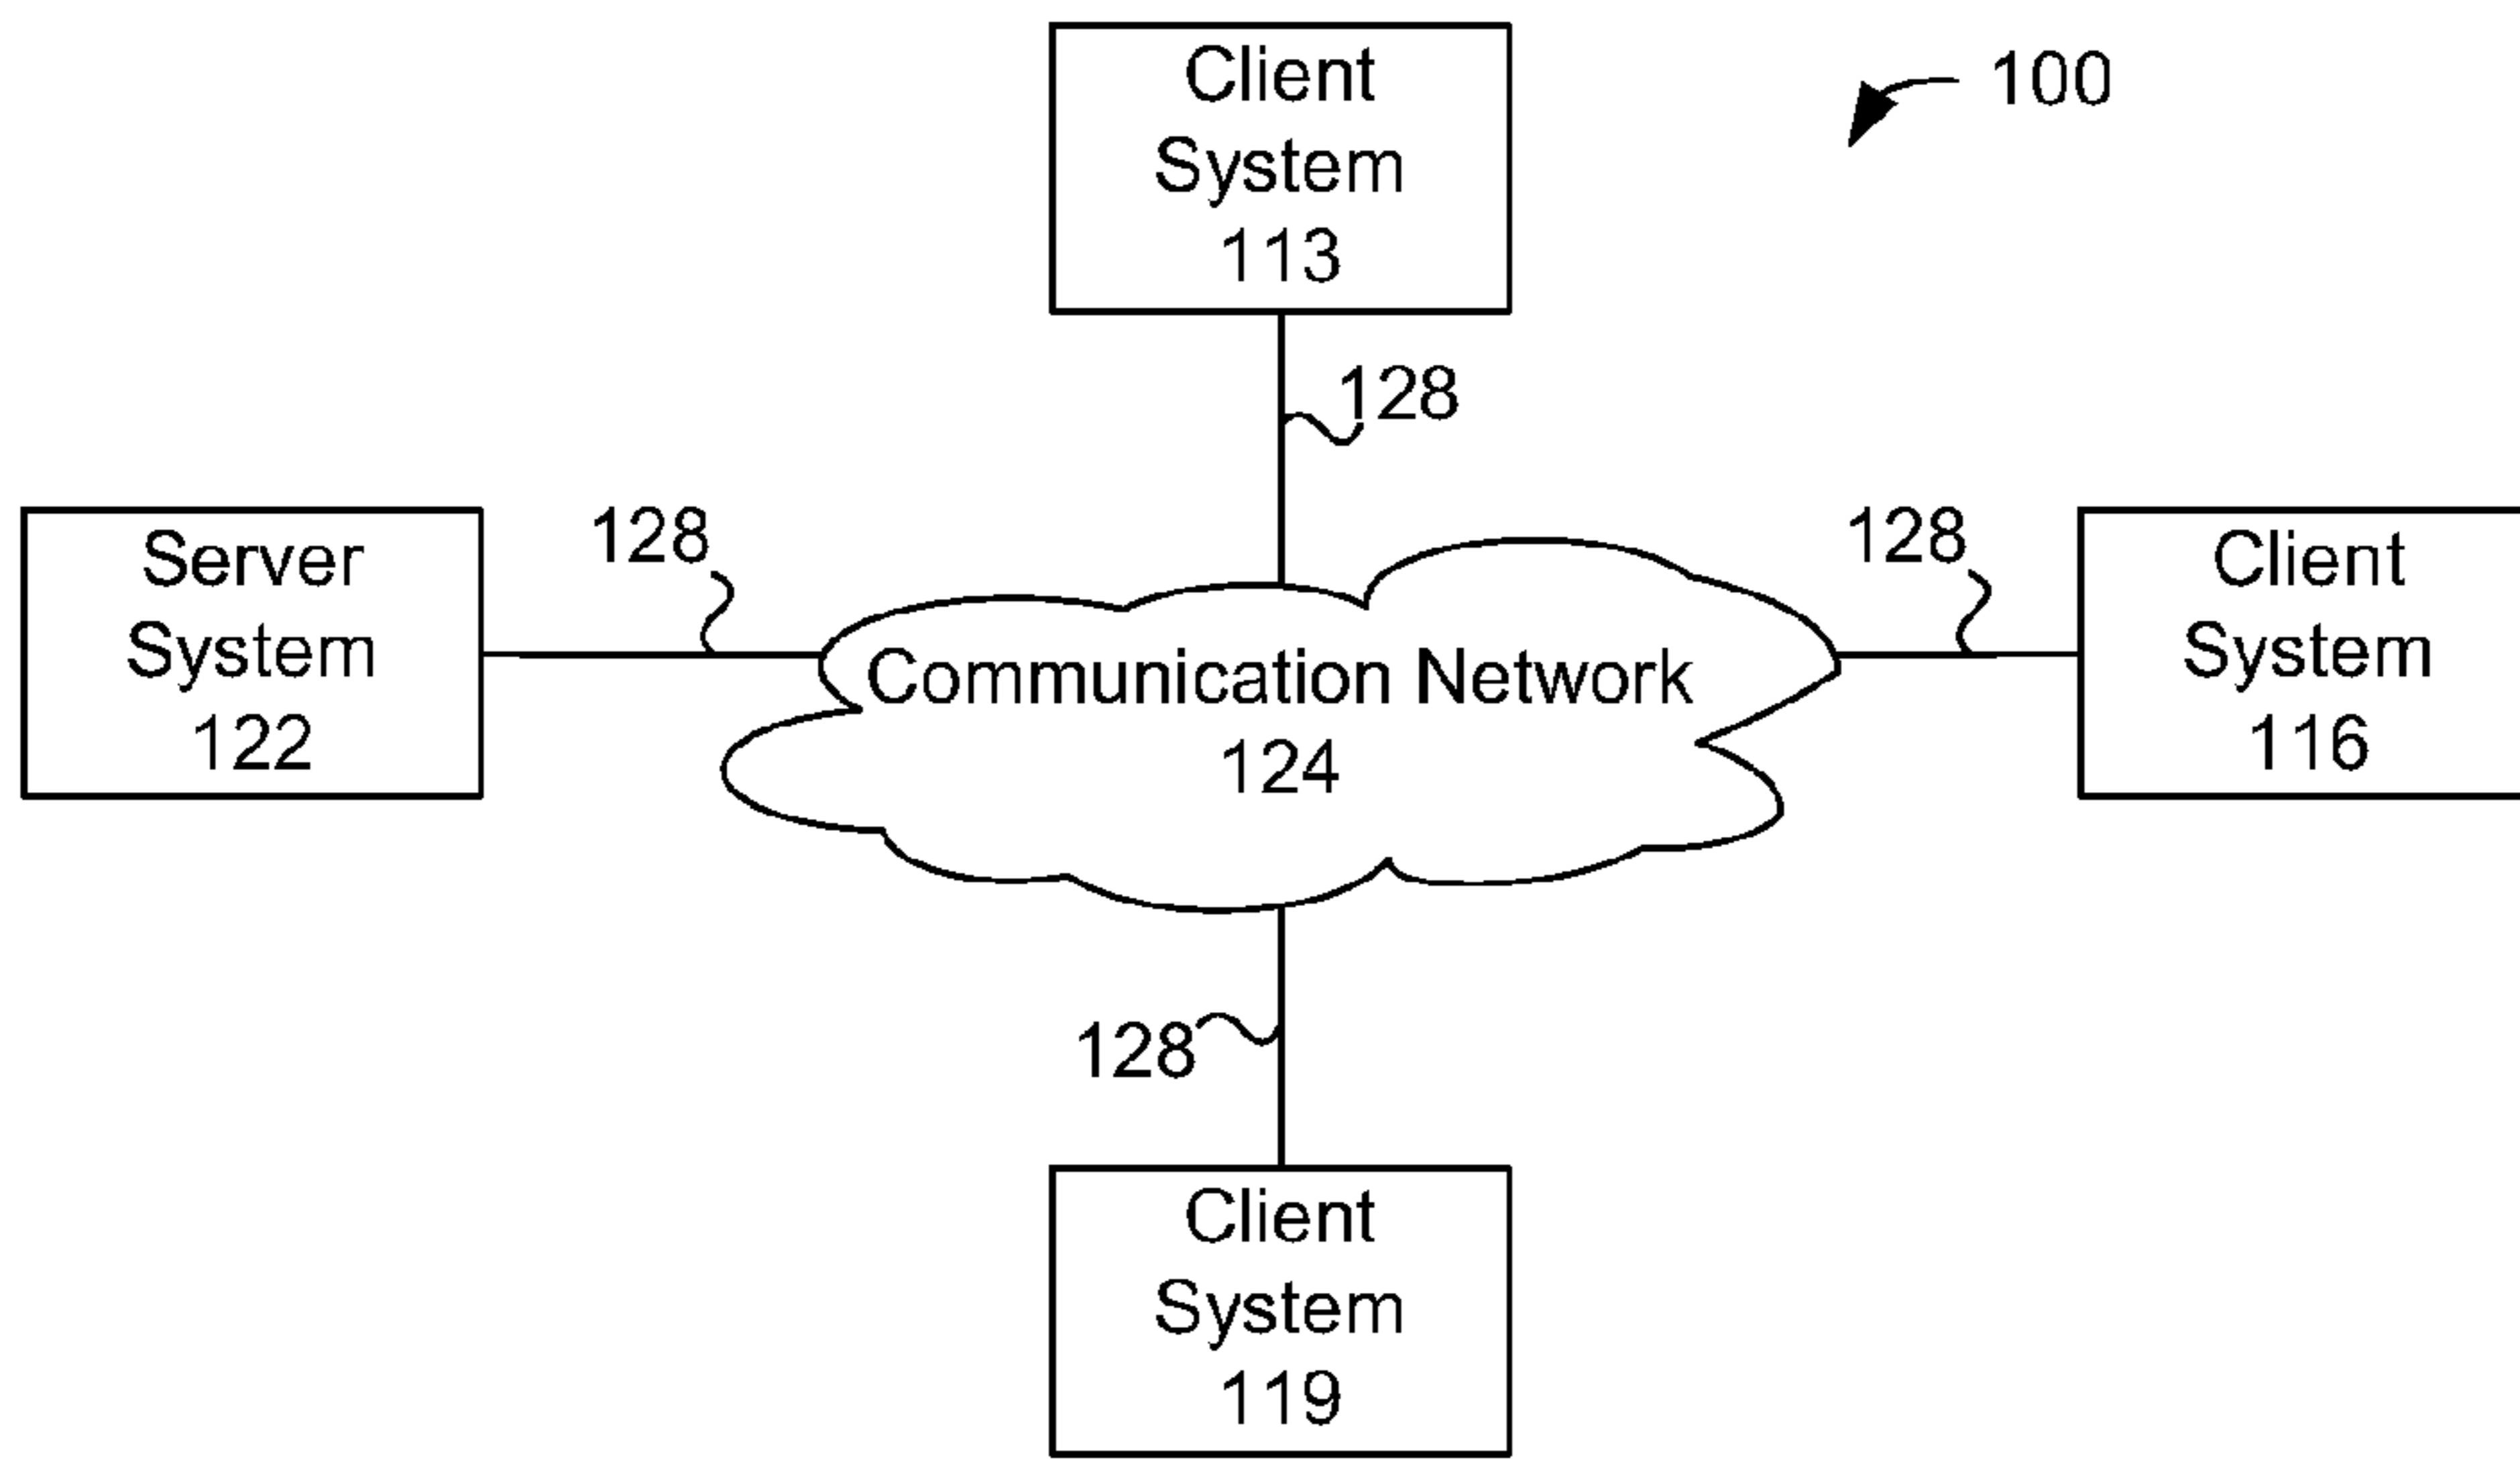 Client
System
113
100
128
Server
System
122
128
Communication Network
124
128
Client
System
116
128
Client
System
119